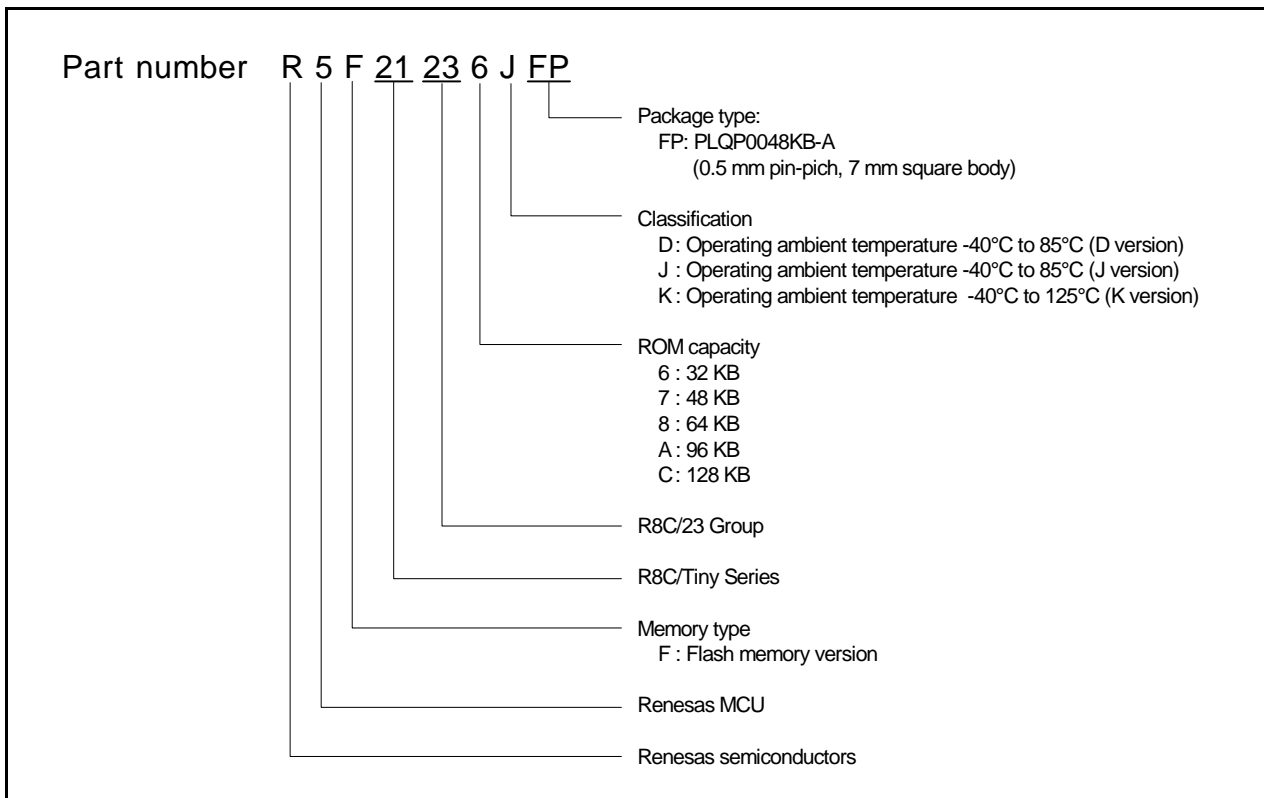 Part number R 5 F 21 23 6 J FP
Package type:
FP: PLQP0048KB-A
(0.5 mm pin-pich, 7 mm square body)
Classification
D : Operating ambient temperature -40°C to 85°C (D version)
J : Operating ambient temperature -40°C to 85°C (J version)
K : Operating ambient temperature -40°C to 125°C (K version)
ROM capacity
6 : 32 KB
7 : 48 KB
8 : 64 KB
A : 96 KB
C : 128 KB
R8C/23 Group
R8C/Tiny Series
Memory type
F : Flash memory version
Renesas MCU
Renesas semiconductors